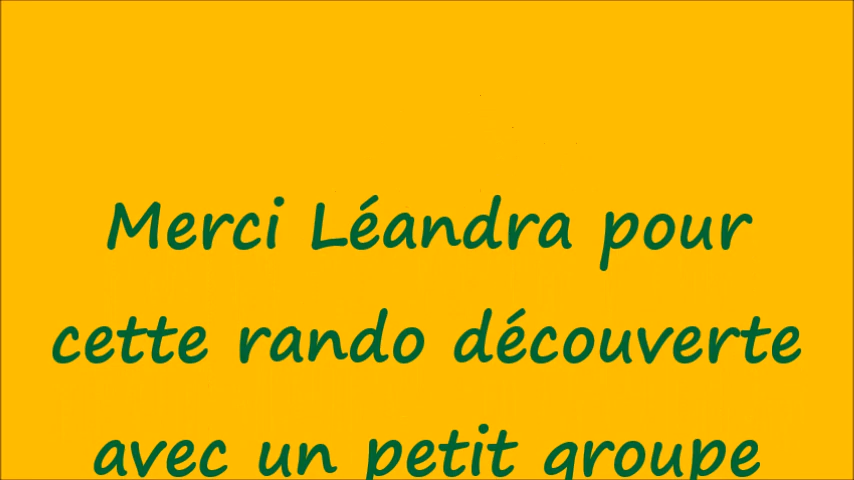 Merci Léandra pour
cette rando découverte
avec un petit groupe